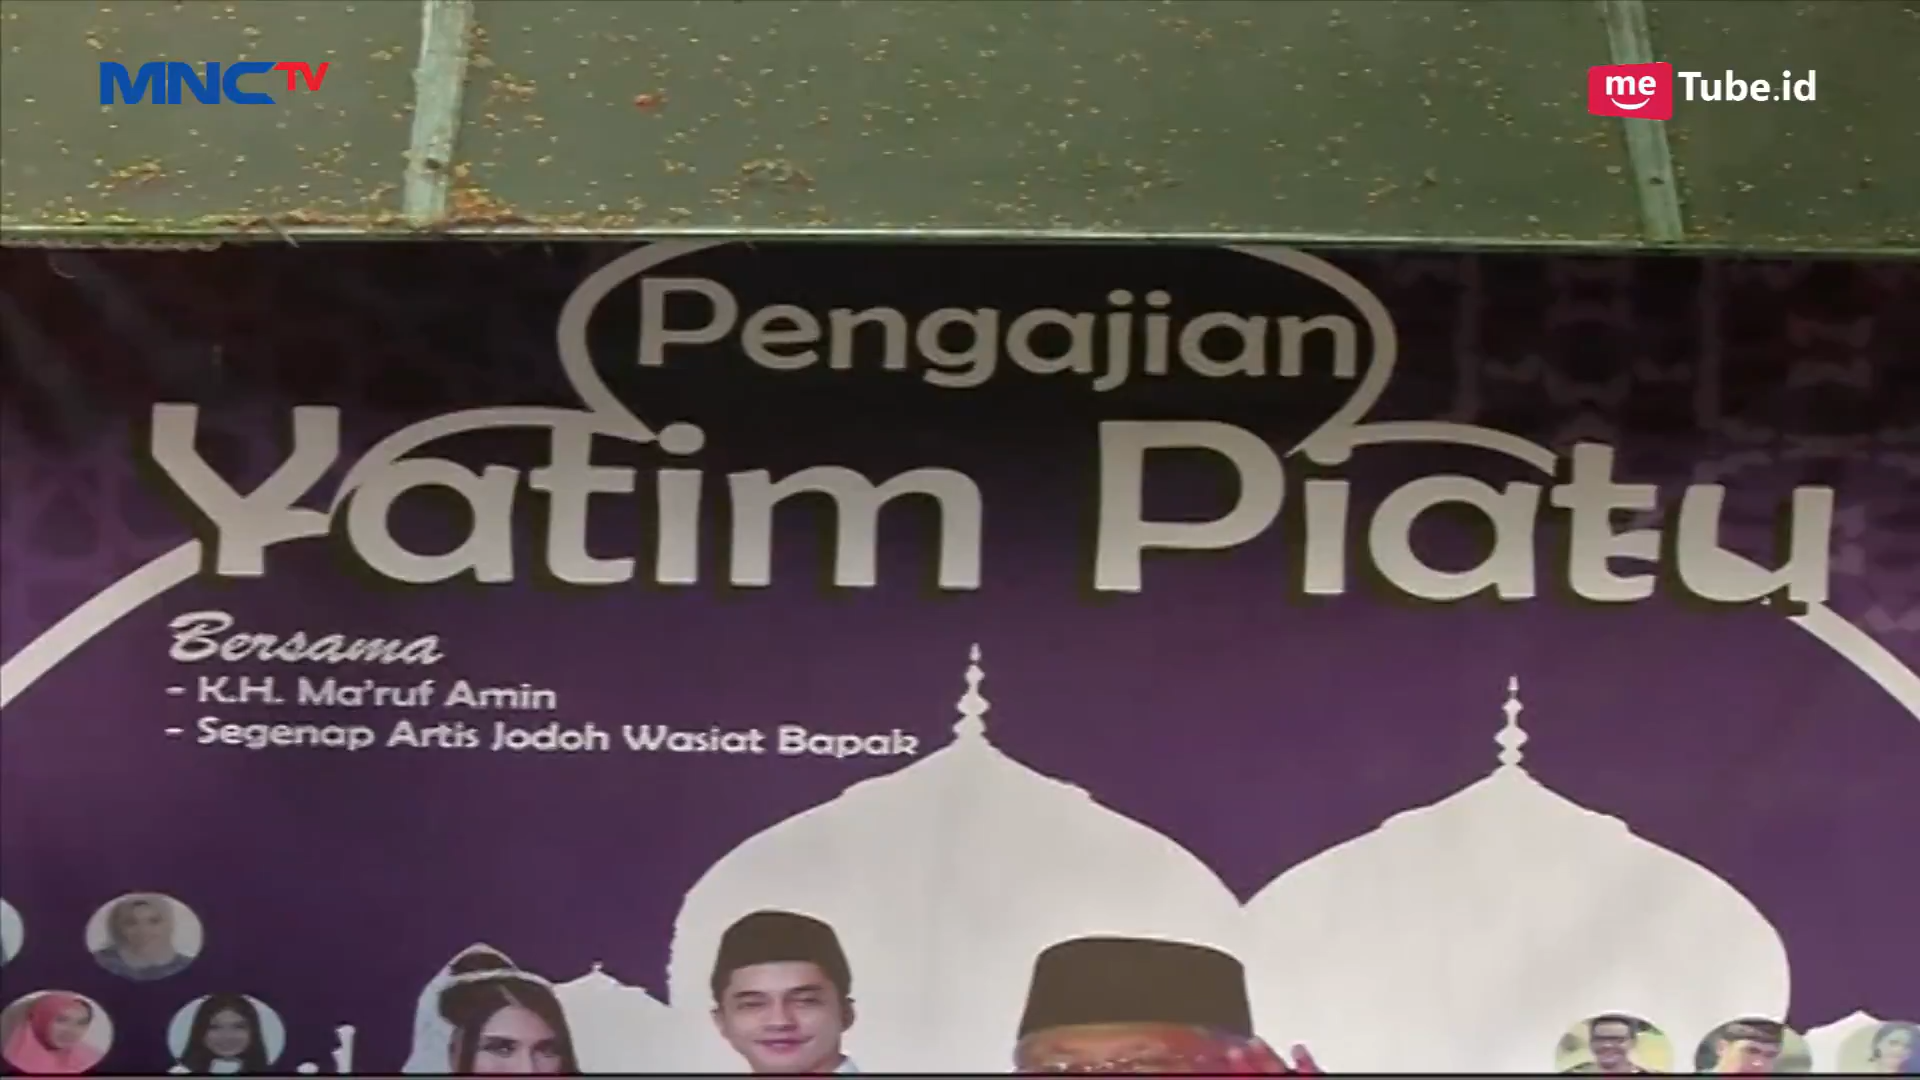 MNCTV
me Tube.id
Pengajian
Yatim Piatu
Bersama
- K.H. Ma'ruf Amin
- Segenap Artis Jodoh Wasiat Bapak